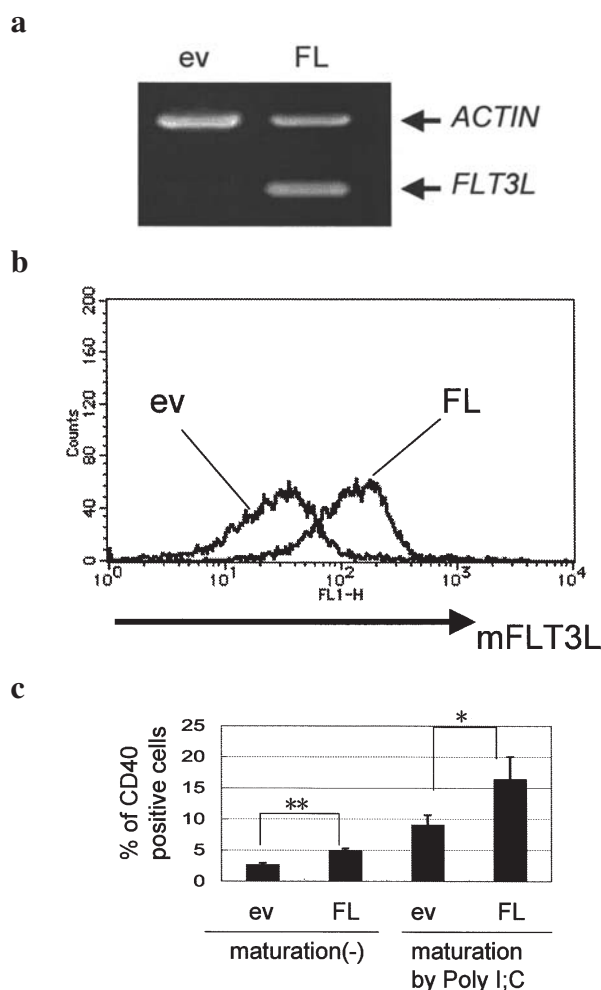 a
ev FL
ACTIN
FLT3L
b
200
160
120
80
40
0
Counts
ev
FL
10^0 10^1 10^2 10^3 10^4
FL1-H
mFLT3L
c
% of CD40
positive cells
25
20
15
10
5
0
**
*
ev FL ev FL
maturation(-) maturation
by Poly I;C